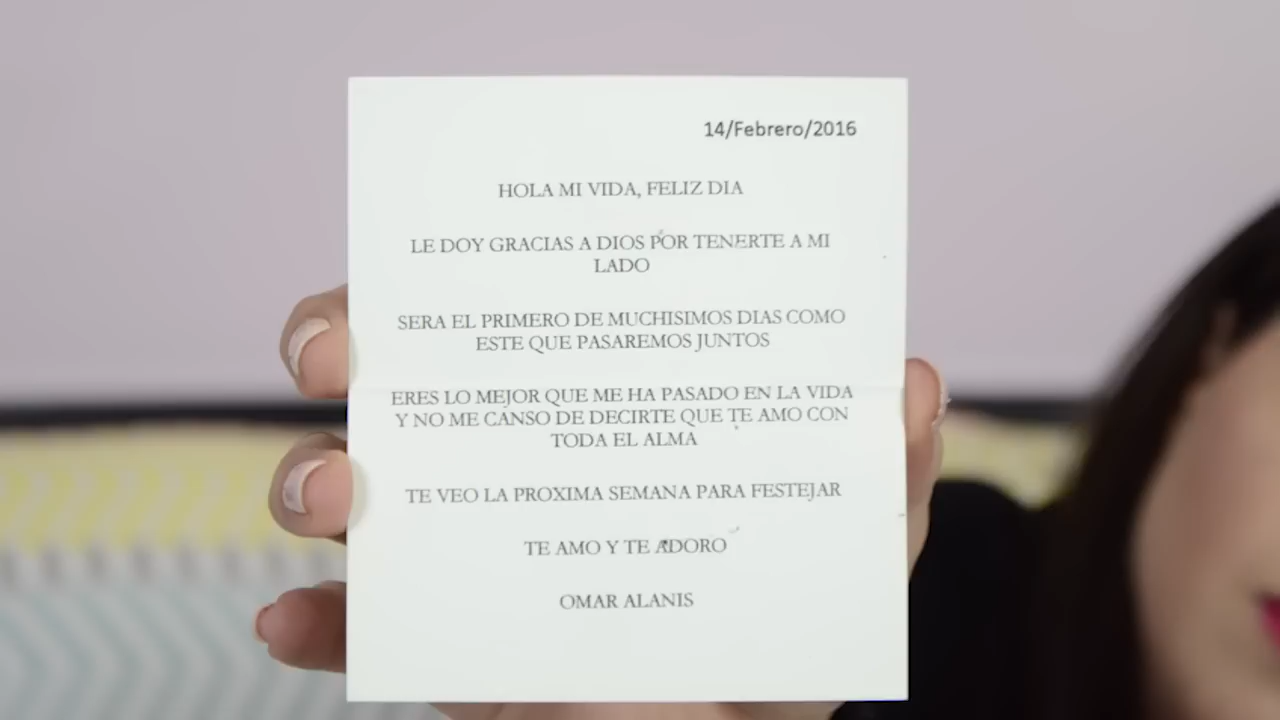 14/Febrero/2016
HOLA MI VIDA, FELIZ DIA
LE DOY GRACIAS A DIOS POR TENERTE A MI
LADO
SERA EL PRIMERO DE MUCHISIMOS DIAS COMO
ESTE QUE PASAREMOS JUNTOS
ERES LO MEJOR QUE ME HA PASADO EN LA VIDA
Y NO ME CANSO DE DECIRTE QUE TE AMO CON
TODA EL ALMA
TE VEO LA PROXIMA SEMANA PARA FESTEJAR
TE AMO Y TE ADORO
OMAR ALANIS